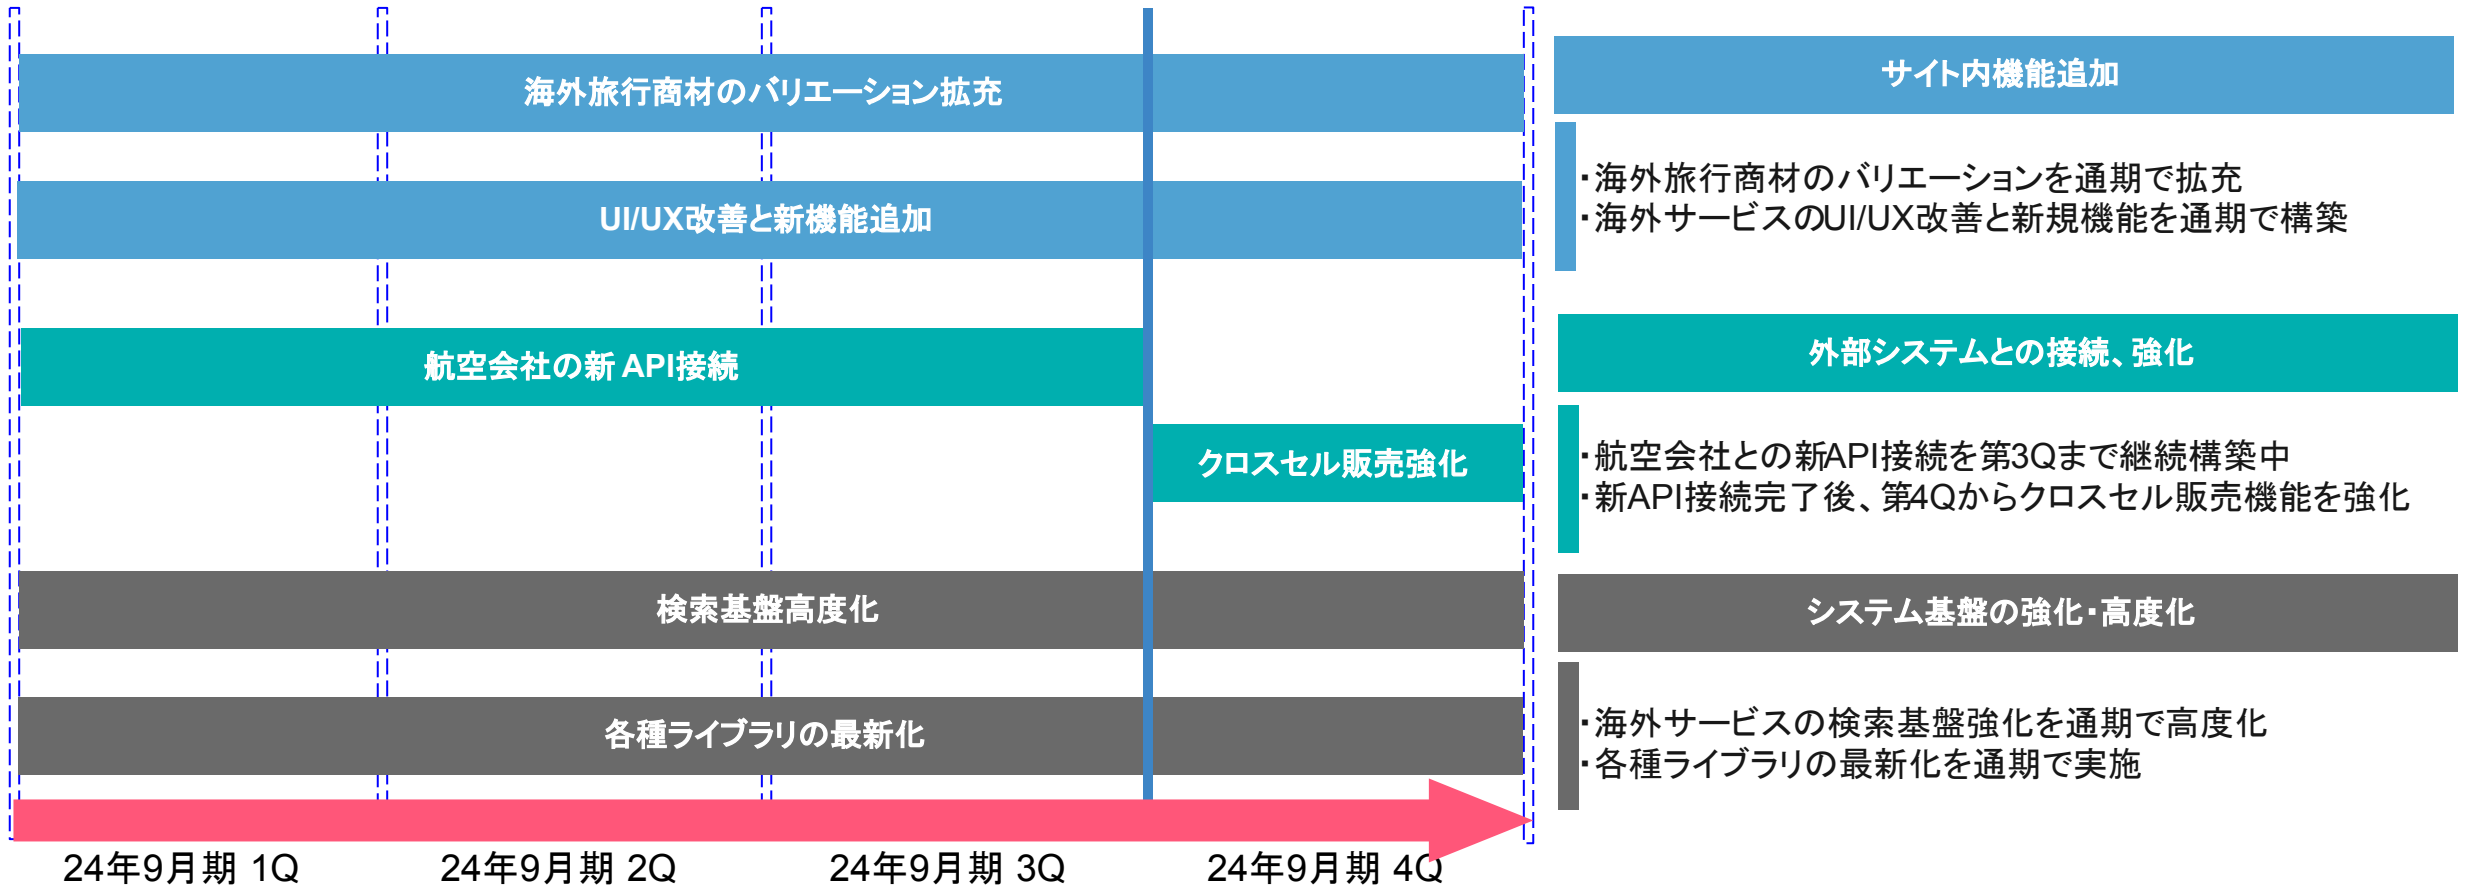 海外旅行商材のバリエーション拡充
UI/UX改善と新機能追加
航空会社の新 API接続
クロスセル販売強化
検索基盤高度化
各種ライブラリの最新化
24年9月期 1Q
24年9月期 2Q
24年9月期 3Q
24年9月期 4Q
サイト内機能追加
・海外旅行商材のバリエーションを通期で拡充
・海外サービスのUI/UX改善と新規機能を通期で構築
外部システムとの接続、強化
・航空会社との新API接続を第3Qまで継続構築中
・新API接続完了後、第4Qからクロスセル販売機能を強化
システム基盤の強化・高度化
・海外サービスの検索基盤強化を通期で高度化
・各種ライブラリの最新化を通期で実施